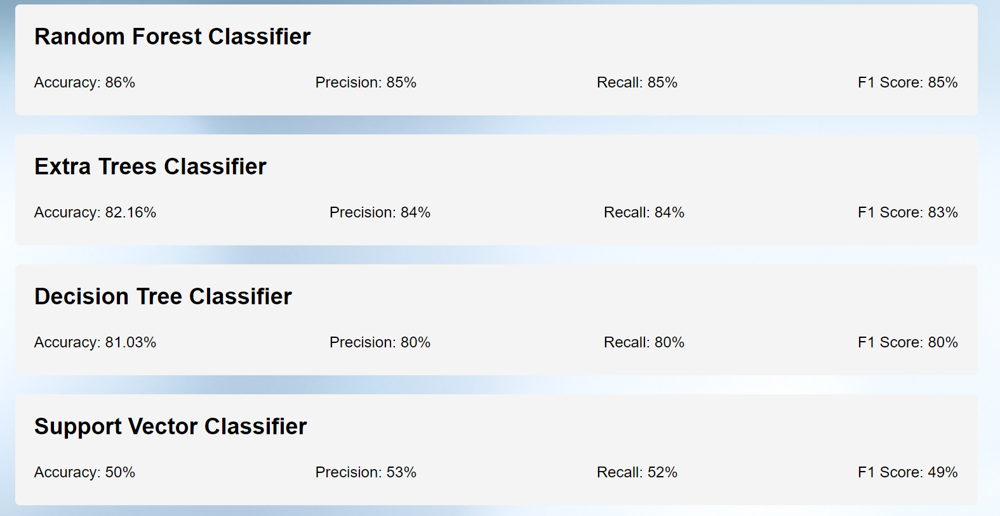 Random Forest Classifier
Accuracy: 86% Precision: 85% Recall: 85% F1 Score: 85%
Extra Trees Classifier
Accuracy: 82.16% Precision: 84% Recall: 84% F1 Score: 83%
Decision Tree Classifier
Accuracy: 81.03% Precision: 80% Recall: 80% F1 Score: 80%
Support Vector Classifier
Accuracy: 50% Precision: 53% Recall: 52% F1 Score: 49%